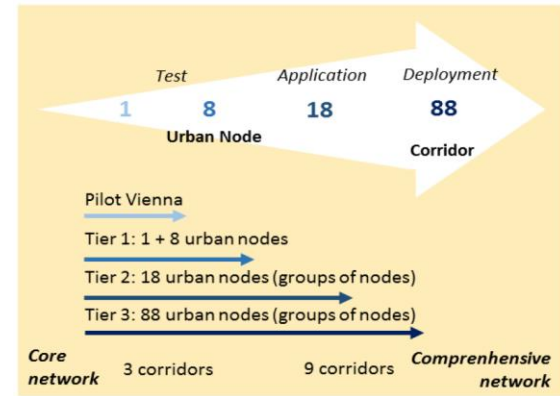 Test Application Deployment
1 8 18 88
Urban Node
Corridor
Pilot Vienna
Tier 1: 1 + 8 urban nodes
Tier 2: 18 urban nodes (groups of nodes)
Tier 3: 88 urban nodes (groups of nodes)
Core network
3 corridors
9 corridors
Comprenhensive network